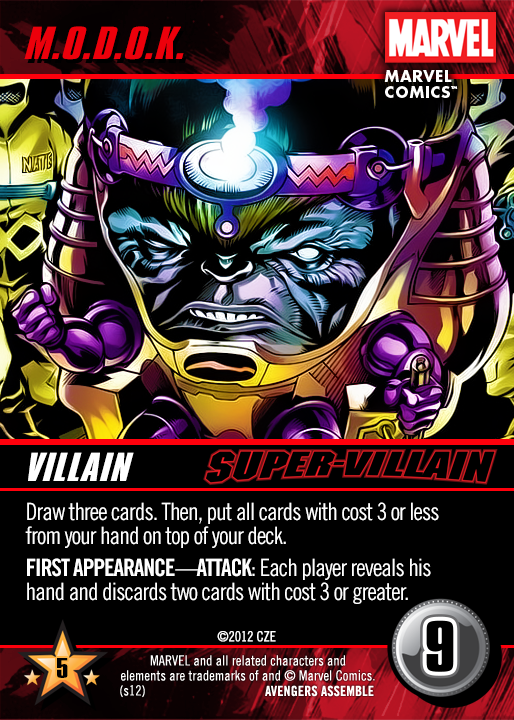 M.O.D.O.K.
MARVEL
MARVEL
COMICS™
NATE
VILLAIN
SUPER-VILLAIN
Draw three cards. Then, put all cards with cost 3 or less
from your hand on top of your deck.
FIRST APPEARANCE—ATTACK: Each player reveals his
hand and discards two cards with cost 3 or greater.
©2012 CZE
5
MARVEL and all related characters and
elements are trademarks of and © Marvel Comics.
(s12)
AVENGERS ASSEMBLE
9